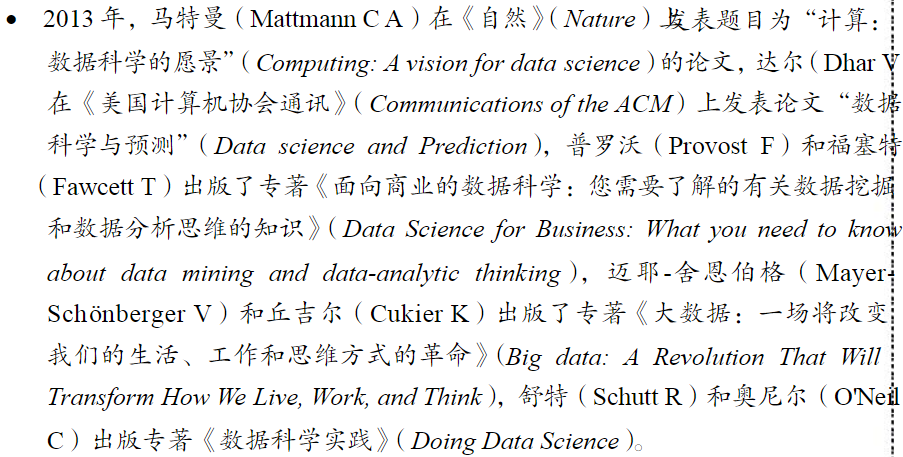 • 2013 年，马特曼（Mattmann C A）在《自然》（Nature）上发表题目为“计算：
数据科学的愿景”（Computing: A vision for data science）的论文，达尔（Dhar V
在《美国计算机协会通讯》（Communications of the ACM）上发表论文“数据
科学与预测”（Data science and Prediction），普罗沃（Provost F）和福塞特
（Fawcett T）出版了专著《面向商业的数据科学：您需要了解的有关数据挖掘
和数据分析思维的知识》（Data Science for Business: What you need to know
about data mining and data-analytic thinking），迈耶-舍恩伯格（Mayer-
Schönberger V）和丘吉尔（Cukier K）出版了专著《大数据：一场将改变
我们的生活、工作和思维方式的革命》(Big data: A Revolution That Will
Transform How We Live, Work, and Think），舒特（Schutt R）和奥尼尔（O'Neil
C）出版专著《数据科学实践》（Doing Data Science）。